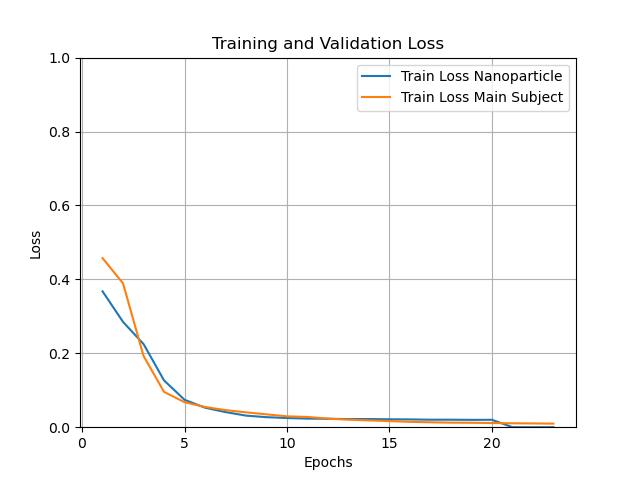 Training and Validation Loss
Train Loss Nanoparticle
Train Loss Main Subject
Loss
1.0
0.8
0.6
0.4
0.2
0.0
0 5 10 15 20
Epochs